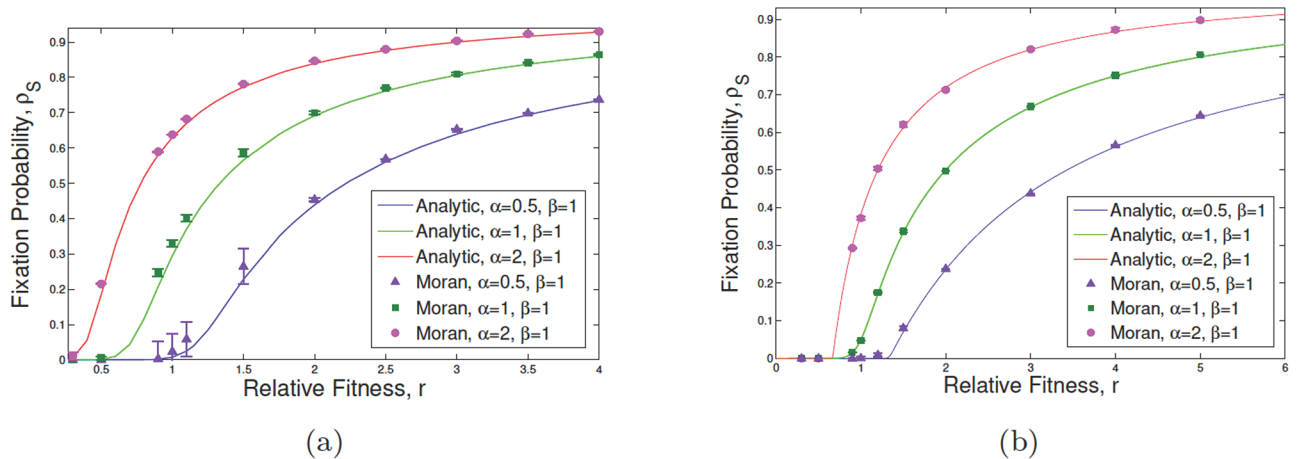 Fixation Probability, ρS
0.9
0.8
0.7
0.6
0.5
0.4
0.3
0.2
0.1
0
0.5
1
1.5
2
2.5
3
3.5
4
Relative Fitness, r
Analytic, α=0.5, β=1
Analytic, α=1, β=1
Analytic, α=2, β=1
Moran, α=0.5, β=1
Moran, α=1, β=1
Moran, α=2, β=1
(a)
Fixation Probability, ρS
0.9
0.8
0.7
0.6
0.5
0.4
0.3
0.2
0.1
0
0
1
2
3
4
5
6
Relative Fitness, r
Analytic, α=0.5, β=1
Analytic, α=1, β=1
Analytic, α=2, β=1
Moran, α=0.5, β=1
Moran, α=1, β=1
Moran, α=2, β=1
(b)